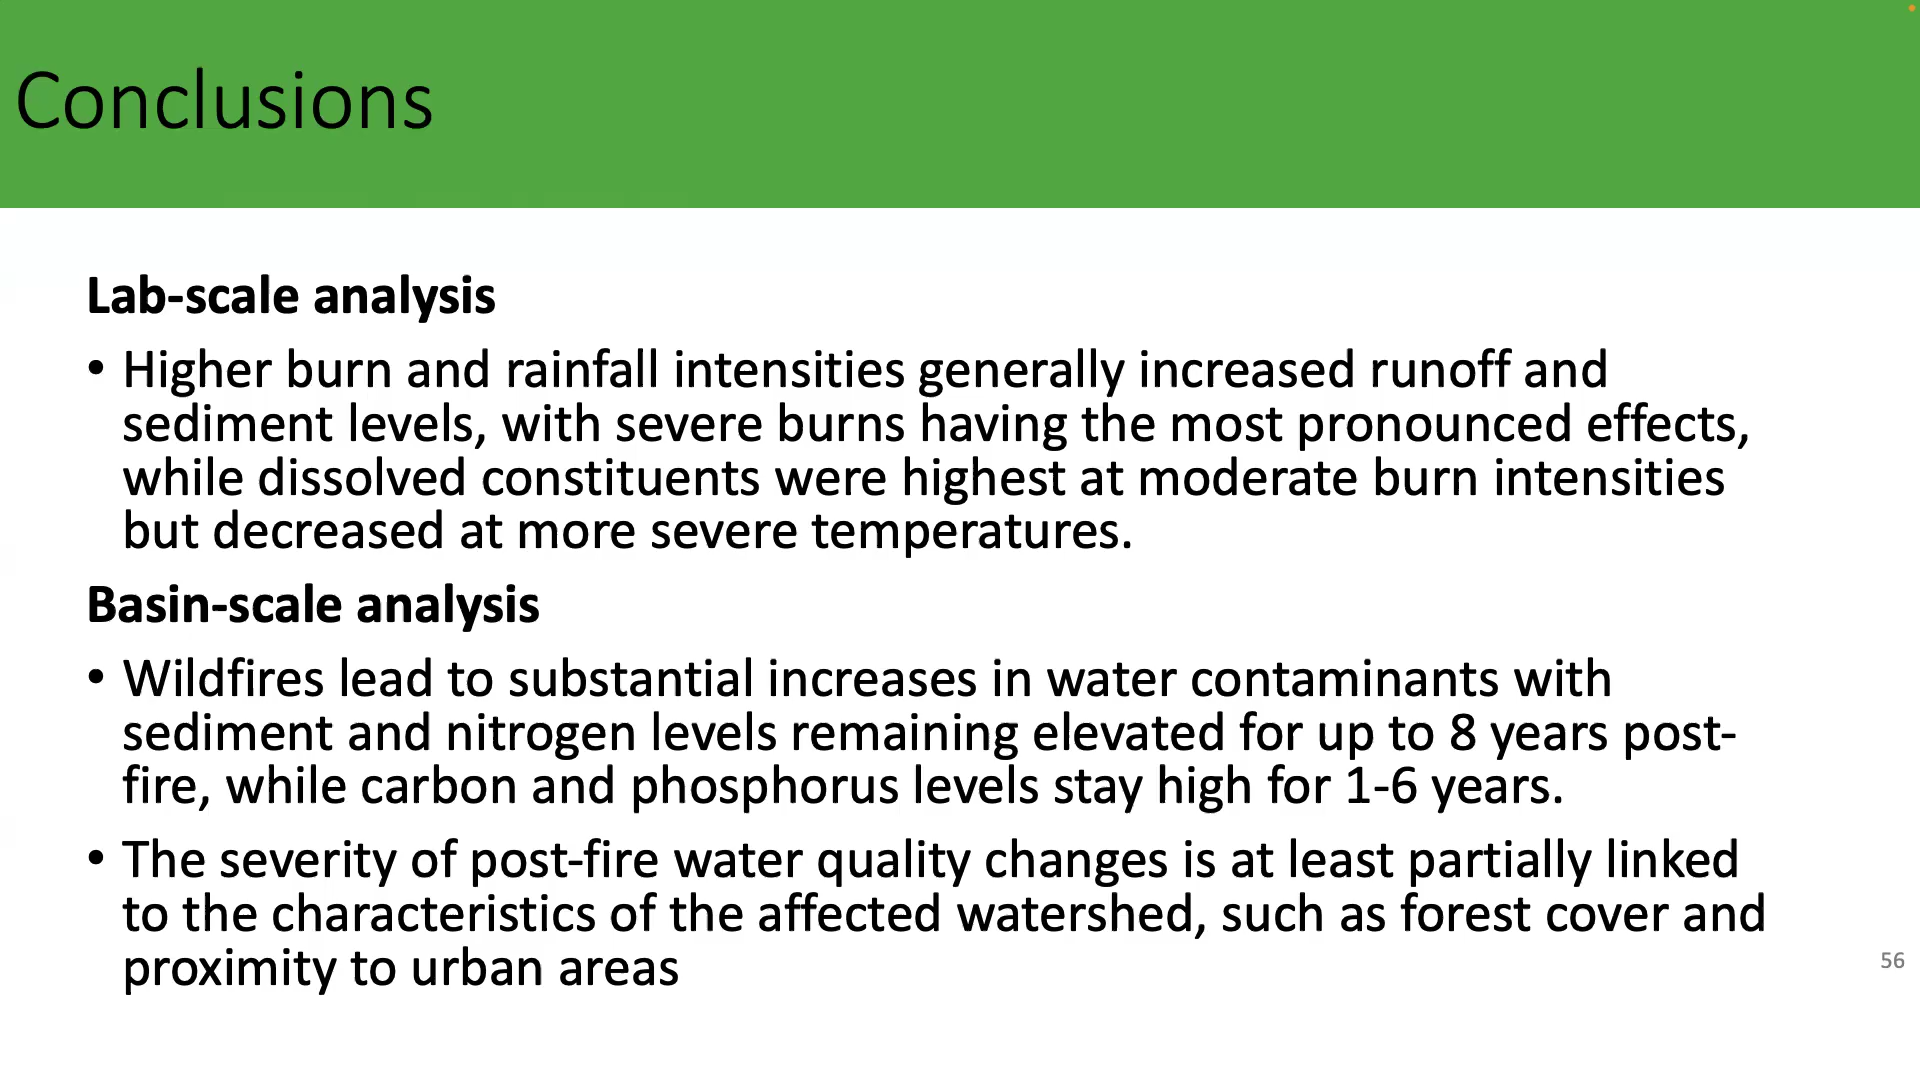 Conclusions
Lab-scale analysis
• Higher burn and rainfall intensities generally increased runoff and
sediment levels, with severe burns having the most pronounced effects,
while dissolved constituents were highest at moderate burn intensities
but decreased at more severe temperatures.
Basin-scale analysis
• Wildfires lead to substantial increases in water contaminants with
sediment and nitrogen levels remaining elevated for up to 8 years post-
fire, while carbon and phosphorus levels stay high for 1-6 years.
• The severity of post-fire water quality changes is at least partially linked
to the characteristics of the affected watershed, such as forest cover and
proximity to urban areas
56